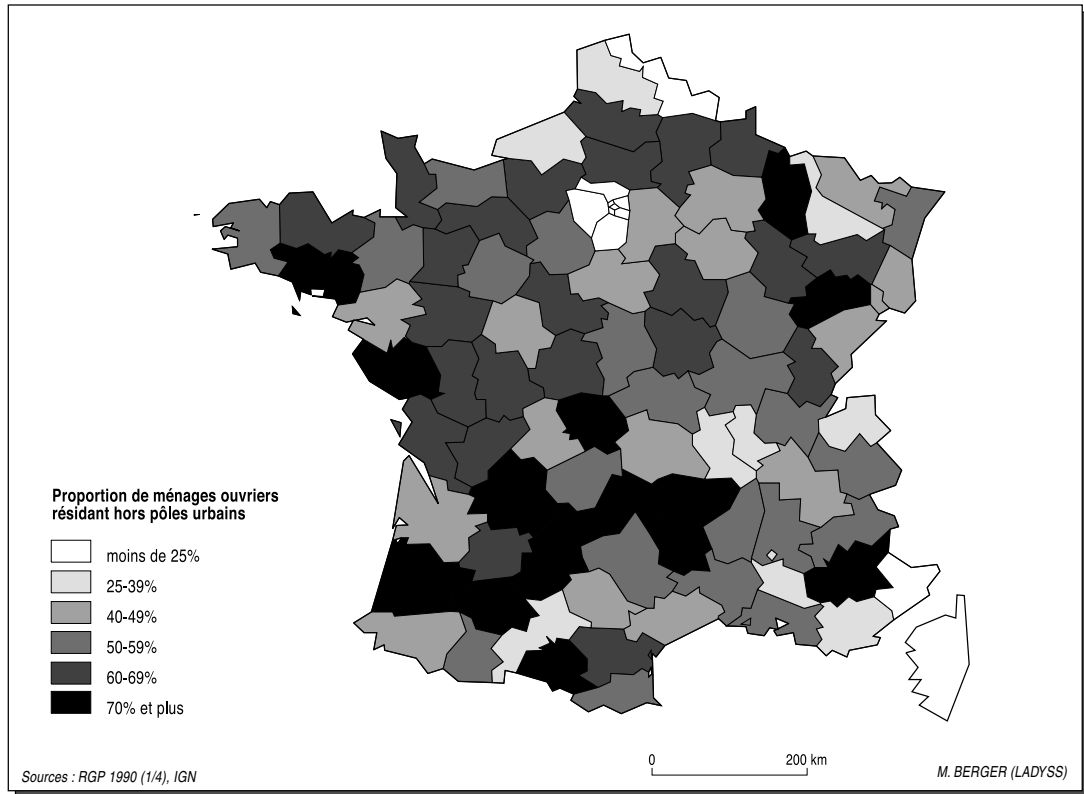 Proportion de ménages ouvriers
résidant hors pôles urbains
moins de 25%
25-39%
40-49%
50-59%
60-69%
70% et plus
0 200 km
Sources : RGP 1990 (1/4), IGN
M. BERGER (LADYSS)